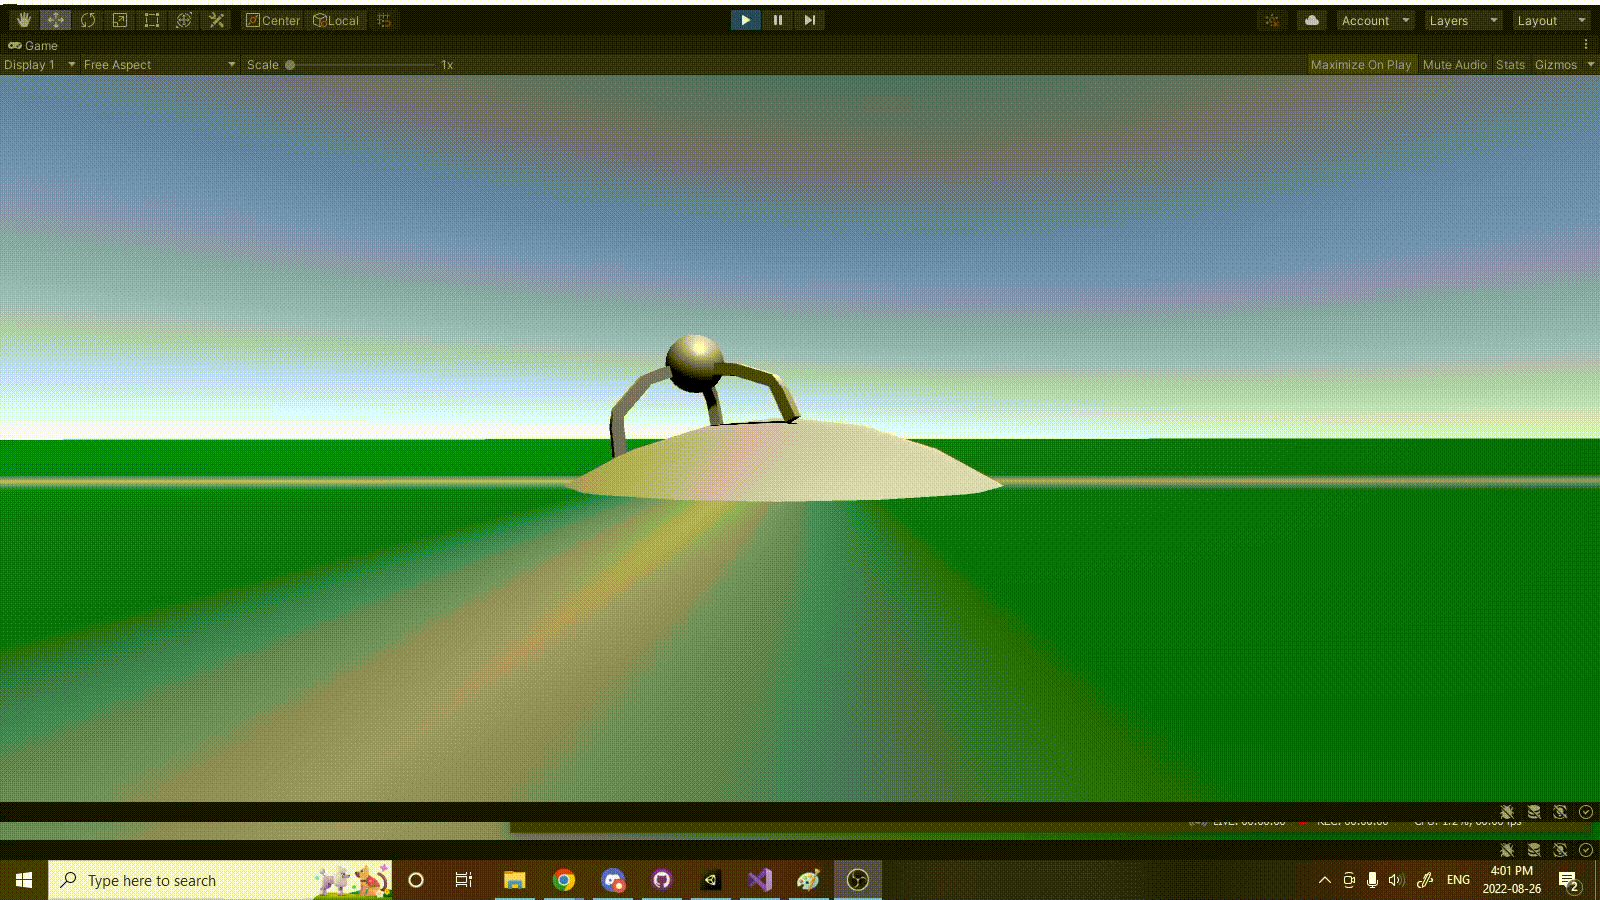 Center Local Account Layers Layout
Game
Display 1 Free Aspect Scale 1x Maximize On Play Mute Audio Stats Gizmos
LIVE: 00:00:00 REC: 00:00:00 CPU: 1.2%, 60.00 fps
Type here to search ENG 4:01 PM
2022-08-26 2